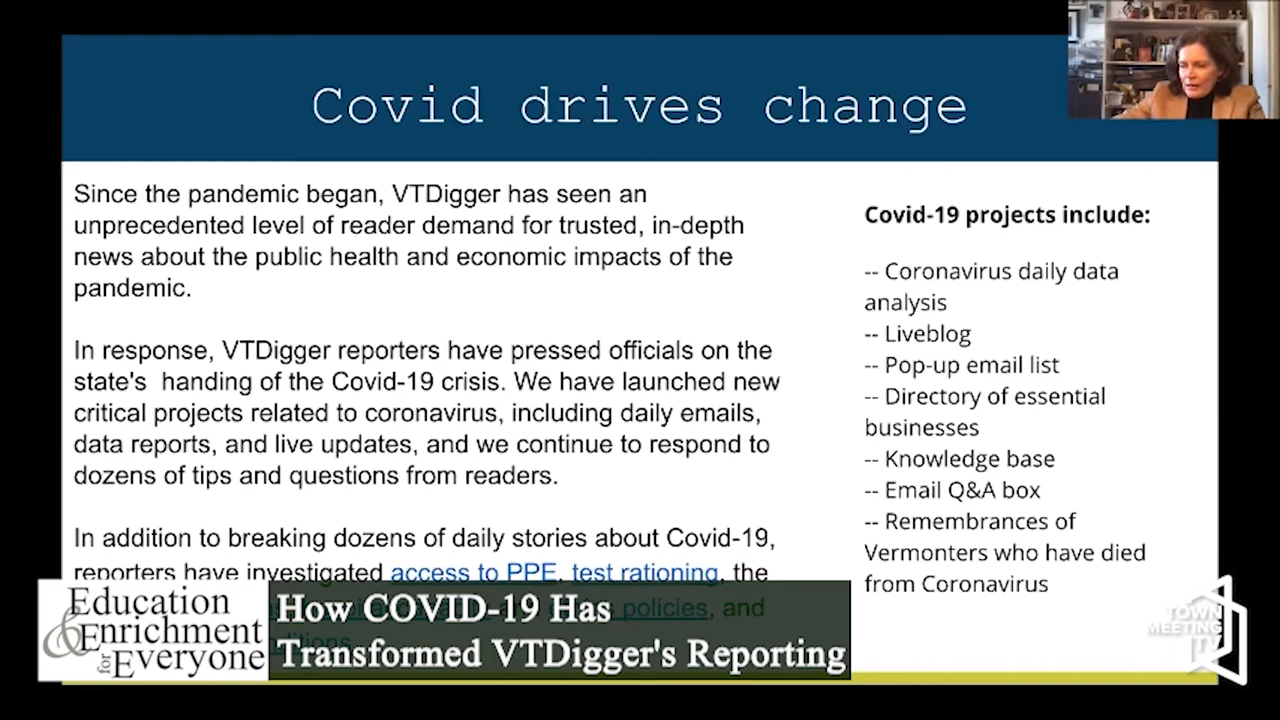 Covid drives change
Since the pandemic began, VTDigger has seen an
unprecedented level of reader demand for trusted, in-depth
news about the public health and economic impacts of the
pandemic.
In response, VTDigger reporters have pressed officials on the
state's  handing of the Covid-19 crisis. We have launched new
critical projects related to coronavirus, including daily emails,
data reports, and live updates, and we continue to respond to
dozens of tips and questions from readers.
In addition to breaking dozens of daily stories about Covid-19,
reporters have investigated access to PPE, test rationing, the
policies, and
Covid-19 projects include:
-- Coronavirus daily data
analysis
-- Liveblog
-- Pop-up email list
-- Directory of essential
businesses
-- Knowledge base
-- Email Q&A box
-- Remembrances of
Vermonters who have died
from Coronavirus
Education
& Enrichment
for Everyone
How COVID-19 Has
Transformed VTDigger's Reporting
TOWN
MEETING
TV